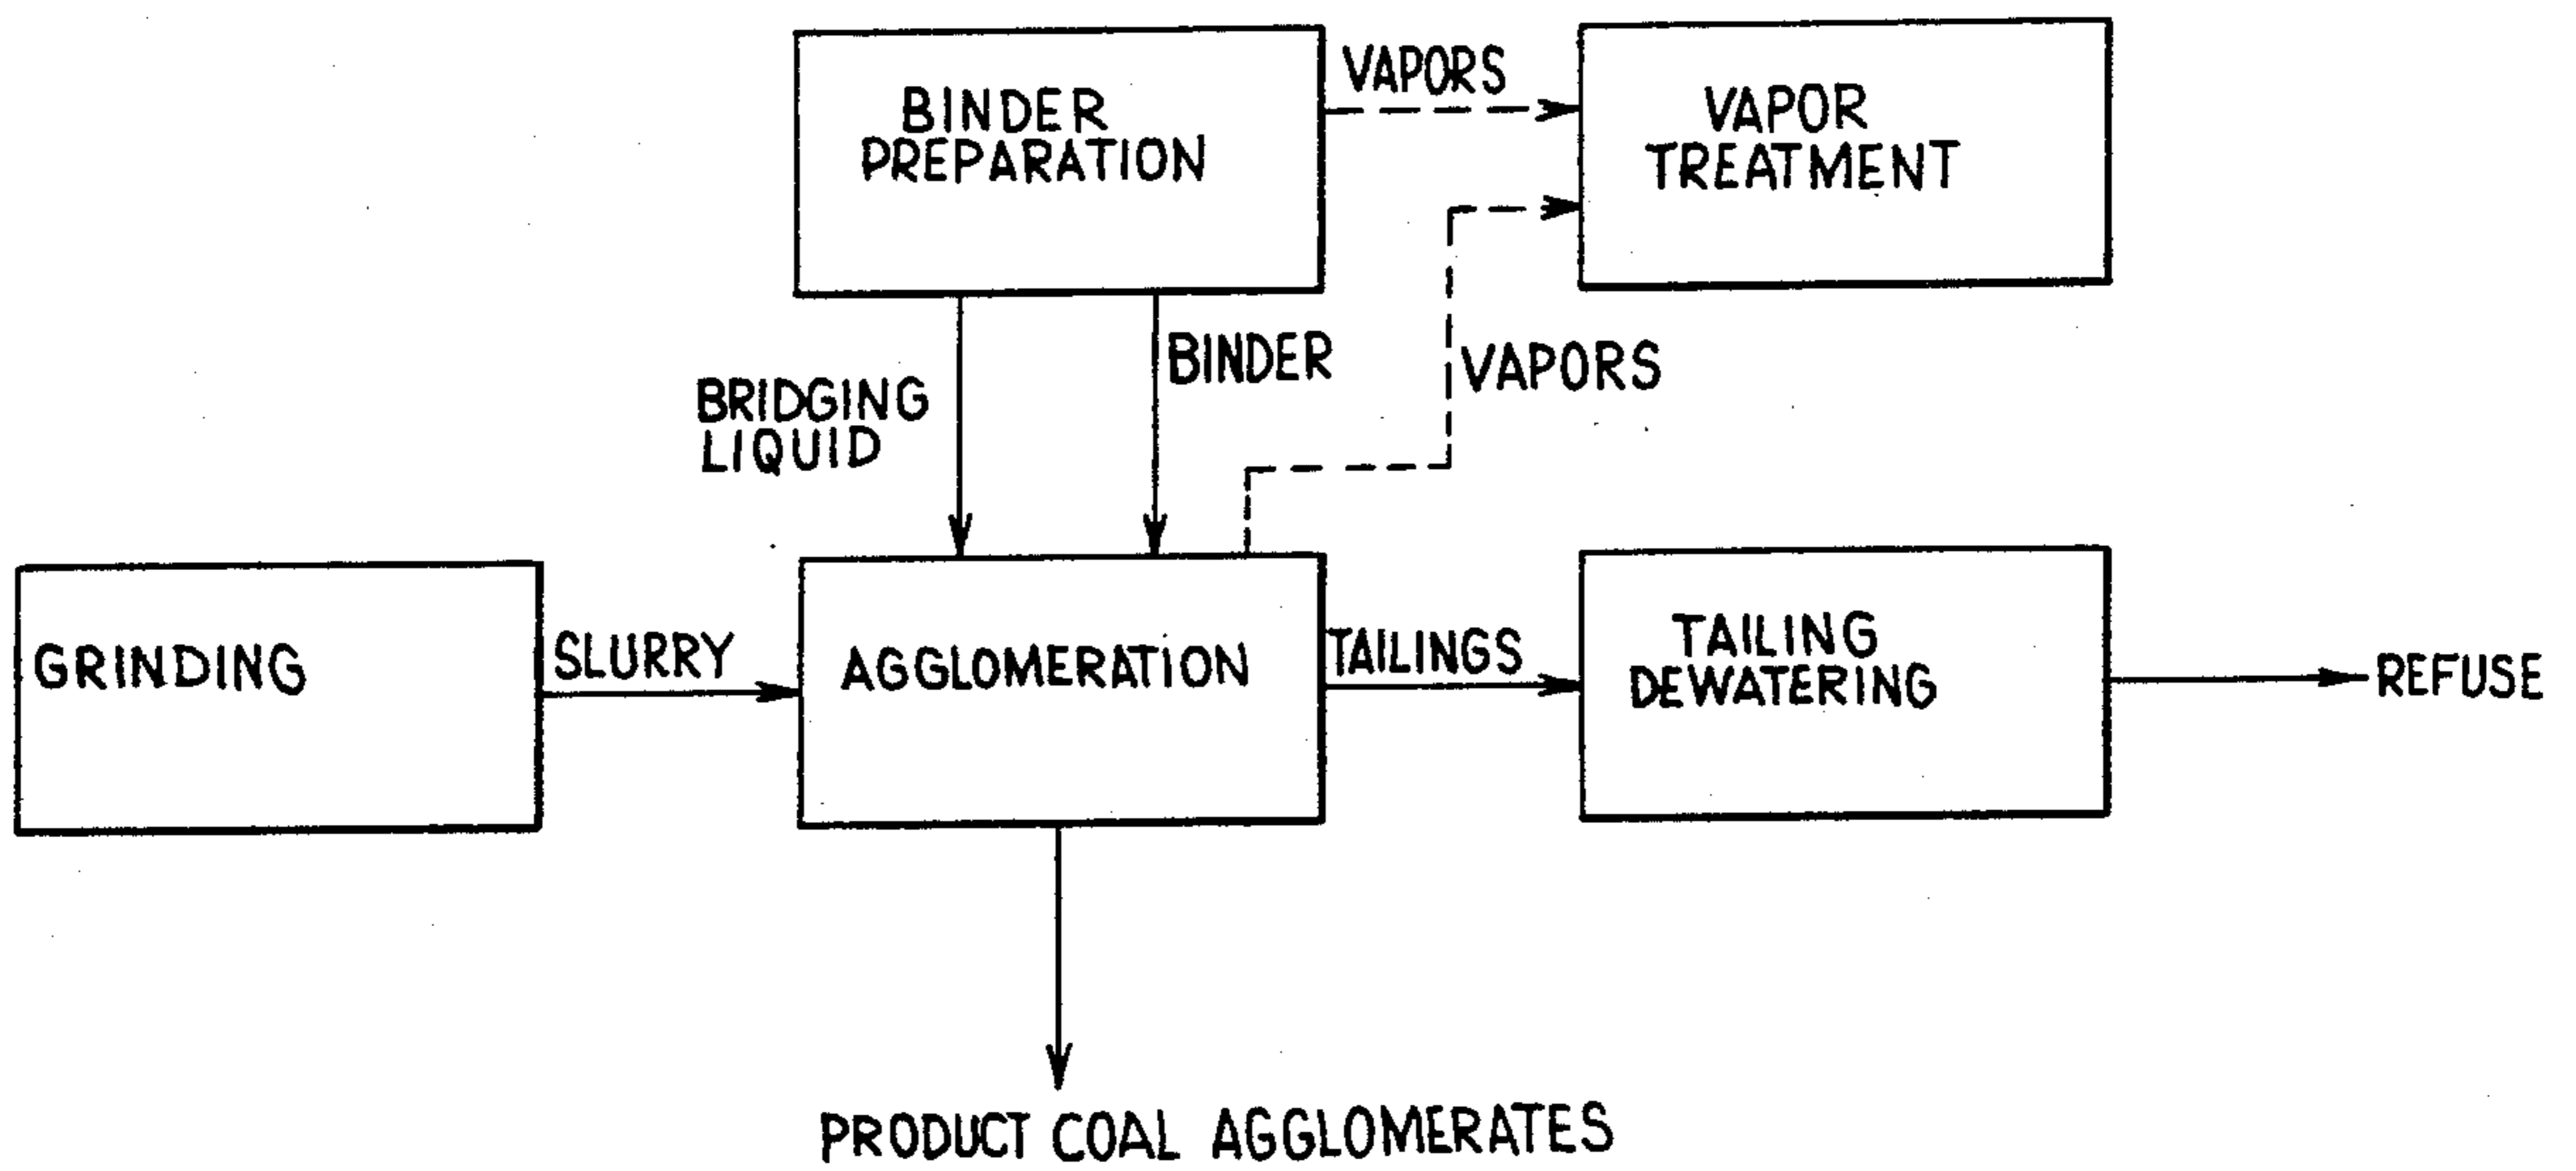 BINDER
PREPARATION
VAPORS
VAPOR
TREATMENT
BRIDGING
LIQUID
BINDER
VAPORS
GRINDING
SLURRY
AGGLOMERATION
TAILINGS
TAILING
DEWATERING
REFUSE
PRODUCT COAL AGGLOMERATES